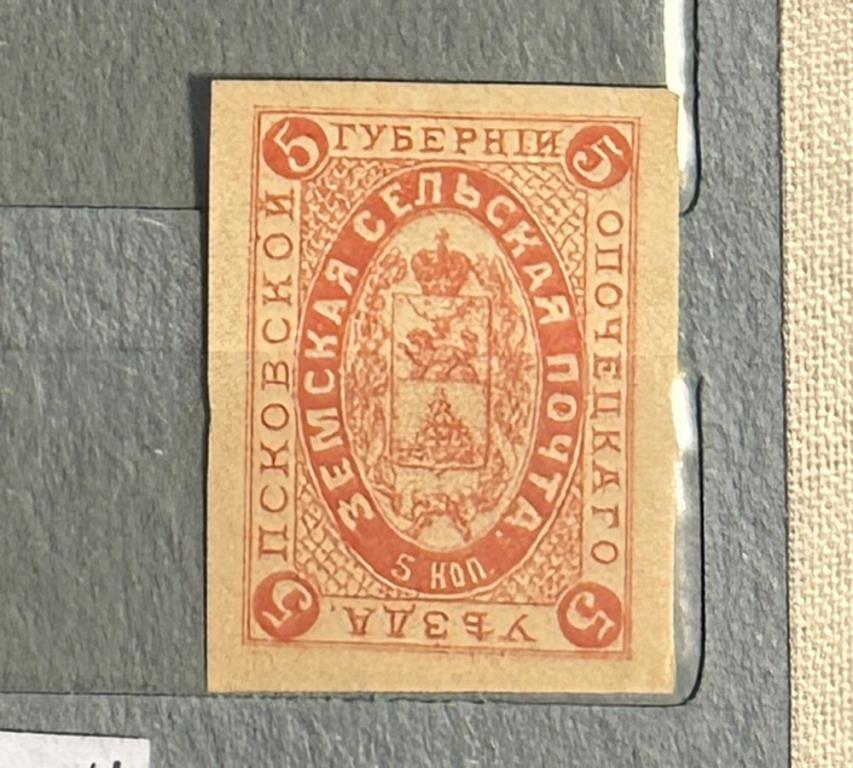 5 ГУБЕРНІИ 5
ПСКОВСКОЙ
ОПОЧЕЦКАГО
ЗЕМСКАЯ СЕЛЬСКАЯ ПОЧТА.
5 КОП.
5 УѢЗДА. 5